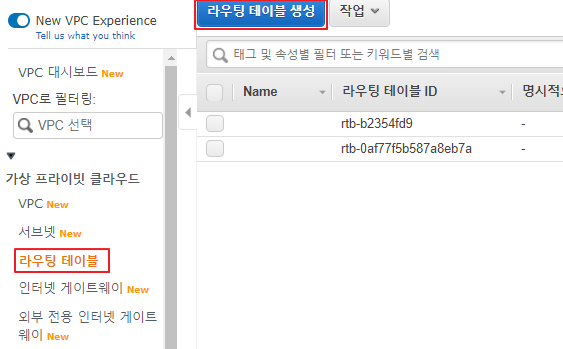 New VPC Experience
Tell us what you think
VPC 대시보드 New
VPC로 필터링:
VPC 선택
가상 프라이빗 클라우드
VPC New
서브넷 New
라우팅 테이블
인터넷 게이트웨이 New
외부 전용 인터넷 게이트
웨이 New
라우팅 테이블 생성 작업
태그 및 속성별 필터 또는 키워드별 검색
Name 라우팅 테이블 ID 명시적
rtb-b2354fd9 -
rtb-0af77f5b587a8eb7a -